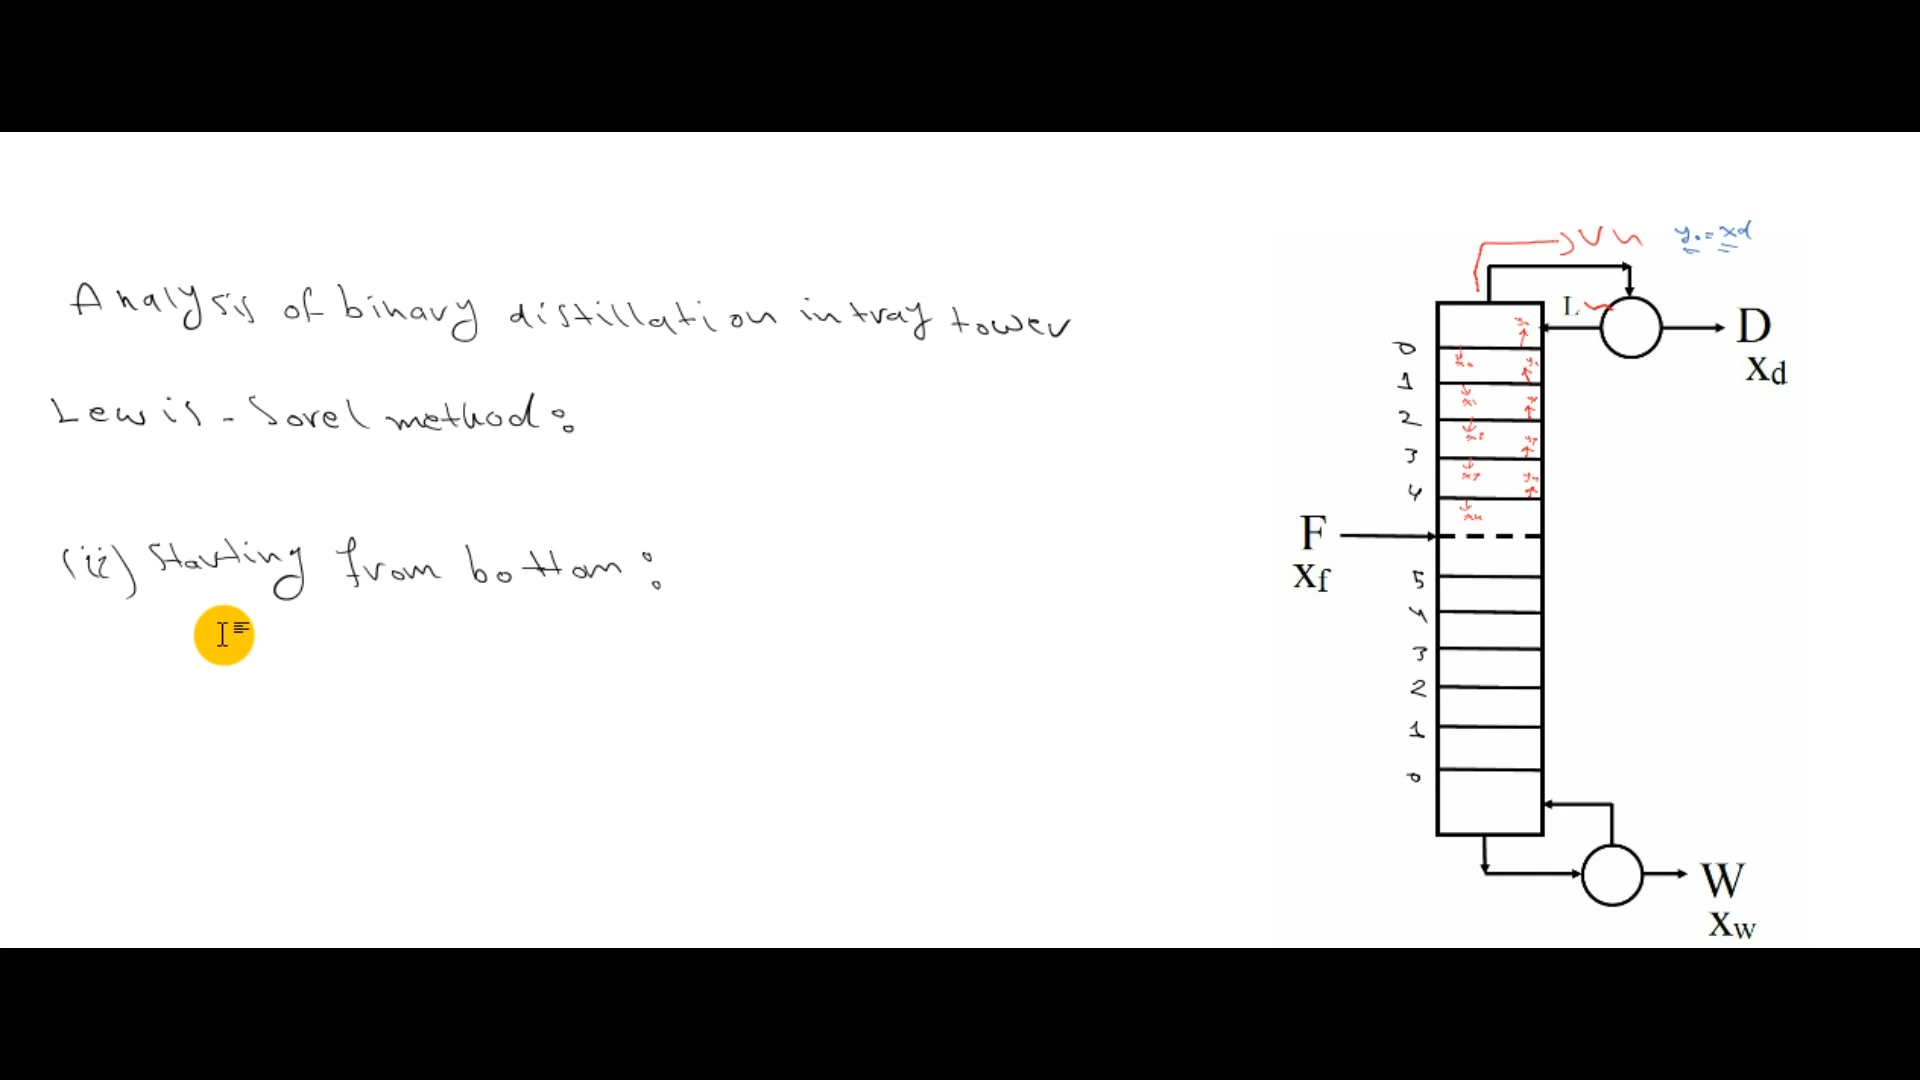 Analysis of binary distillation in tray tower
Lewis - Sorel method:
(ii) Starting from bottom:
Vn y₀ = xd
L
D
xd
0
1
2
3
4
F
xf
5
4
3
2
1
0
W
xw